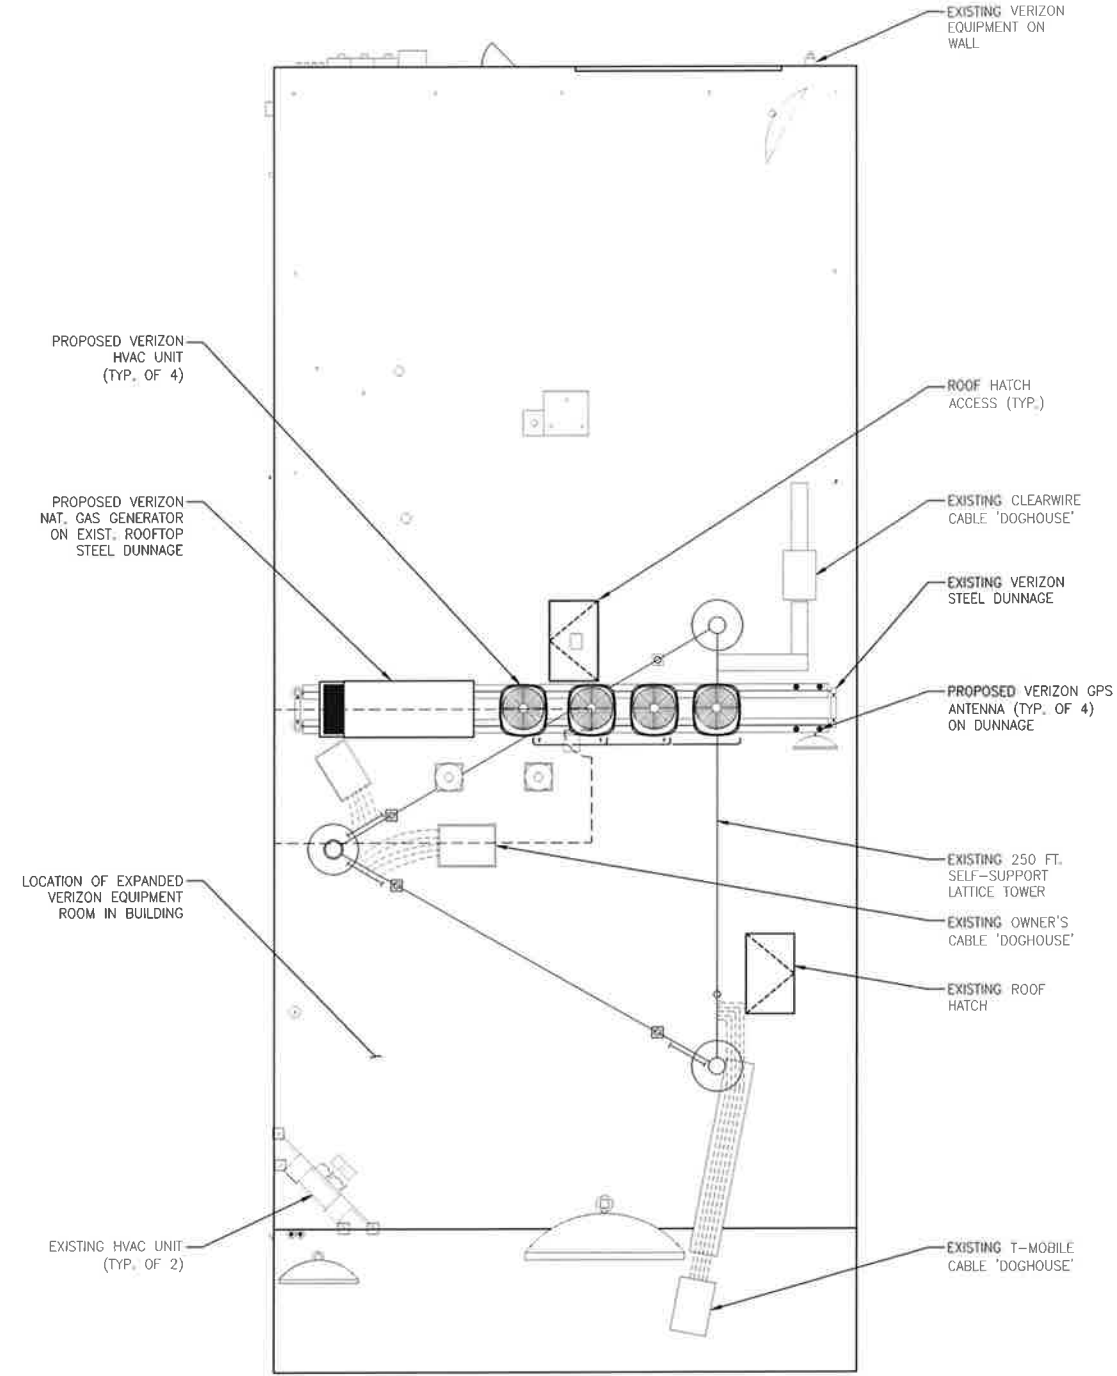 EXISTING VERIZON
EQUIPMENT ON
WALL
PROPOSED VERIZON
HVAC UNIT
(TYP. OF 4)
ROOF HATCH
ACCESS (TYP.)
PROPOSED VERIZON
NAT. GAS GENERATOR
ON EXIST. ROOFTOP
STEEL DUNNAGE
EXISTING CLEARWIRE
CABLE 'DOGHOUSE'
EXISTING VERIZON
STEEL DUNNAGE
PROPOSED VERIZON GPS
ANTENNA (TYP. OF 4)
ON DUNNAGE
EXISTING 250 FT.
SELF-SUPPORT
LATTICE TOWER
LOCATION OF EXPANDED
VERIZON EQUIPMENT
ROOM IN BUILDING
EXISTING OWNER'S
CABLE 'DOGHOUSE'
EXISTING ROOF
HATCH
EXISTING HVAC UNIT
(TYP. OF 2)
EXISTING T-MOBILE
CABLE 'DOGHOUSE'